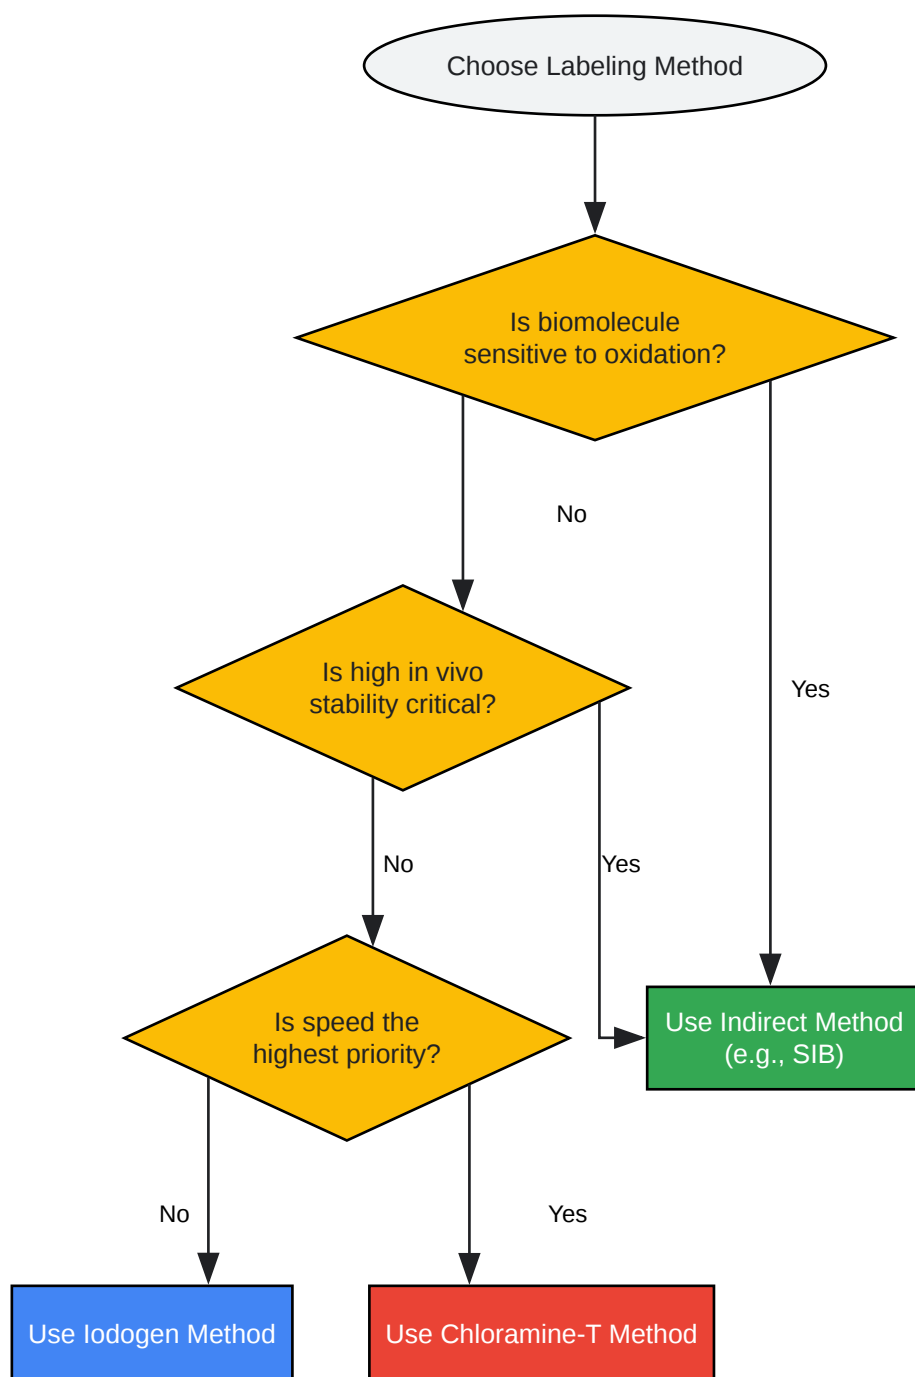 Choose Labeling Method
Is biomolecule
sensitive to oxidation?
No
Is high in vivo
stability critical?
Yes
No
Yes
Is speed the
highest priority?
Use Indirect Method
(e.g., SIB)
No
Yes
Use Iodogen Method
Use Chloramine-T Method